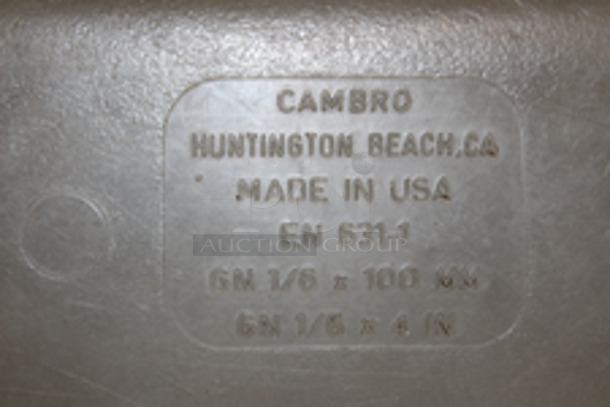 CAMBRO
HUNTINGTON BEACH, CA
MADE IN USA
EN 631-1
AUCTION GROUP
GN 1/6 x 100 MM
GN 1/6 x 4 IN